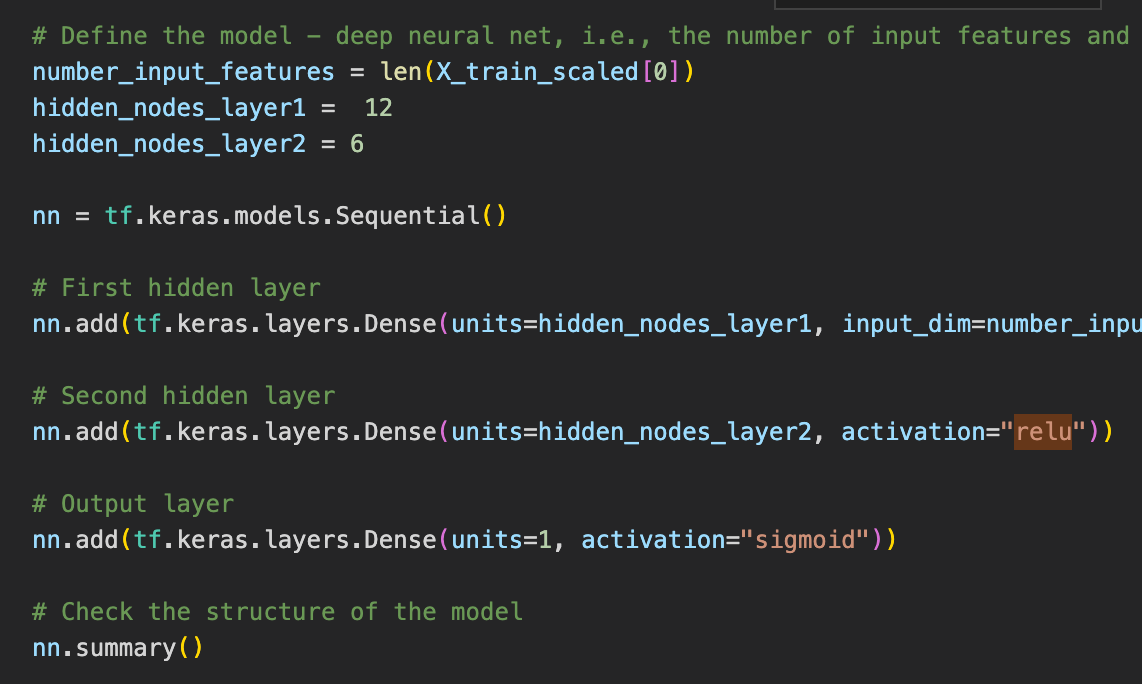 # Define the model – deep neural net, i.e., the number of input features and
number_input_features = len(X_train_scaled[0])
hidden_nodes_layer1 =  12
hidden_nodes_layer2 = 6
nn = tf.keras.models.Sequential()
# First hidden layer
nn.add(tf.keras.layers.Dense(units=hidden_nodes_layer1, input_dim=number_inpu
# Second hidden layer
nn.add(tf.keras.layers.Dense(units=hidden_nodes_layer2, activation="relu"))
# Output layer
nn.add(tf.keras.layers.Dense(units=1, activation="sigmoid"))
# Check the structure of the model
nn.summary()